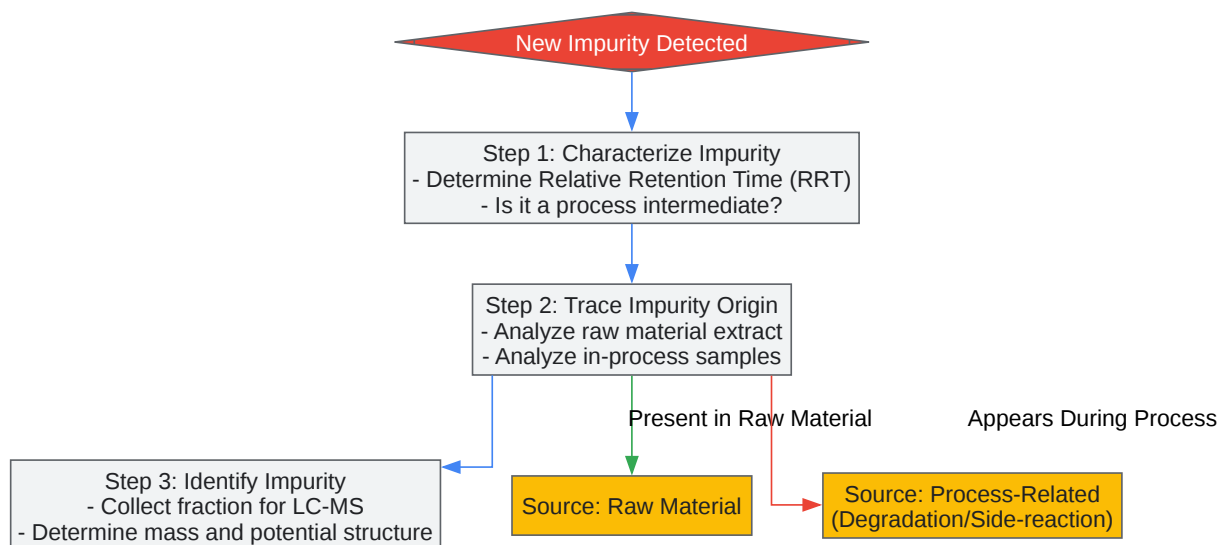 New Impurity Detected
Step 1: Characterize Impurity
- Determine Relative Retention Time (RRT)
- Is it a process intermediate?
Step 2: Trace Impurity Origin
- Analyze raw material extract
- Analyze in-process samples
Present in Raw Material
Appears During Process
Step 3: Identify Impurity
- Collect fraction for LC-MS
- Determine mass and potential structure
Source: Raw Material
Source: Process-Related
(Degradation/Side-reaction)